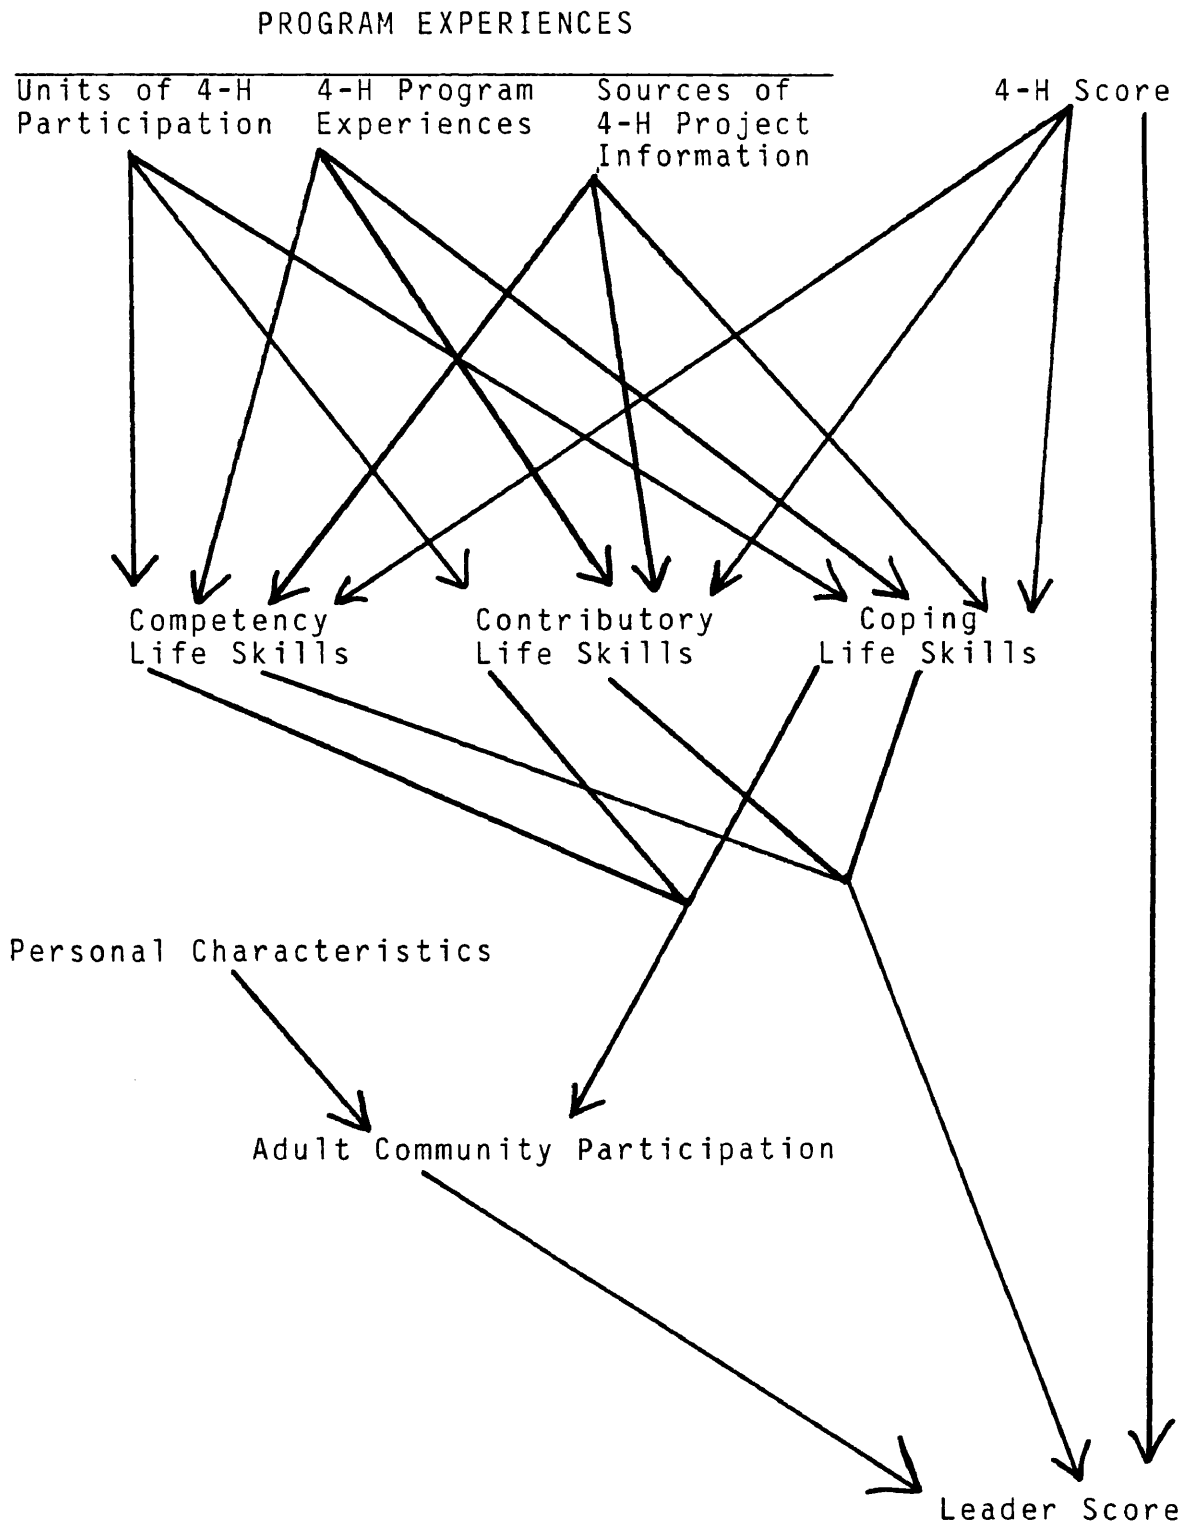 PROGRAM EXPERIENCES
Units of 4-H
Participation
4-H Program
Experiences
Sources of
4-H Project
Information
4-H Score
Competency
Life Skills
Contributory
Life Skills
Coping
Life Skills
Personal Characteristics
Adult Community Participation
Leader Score